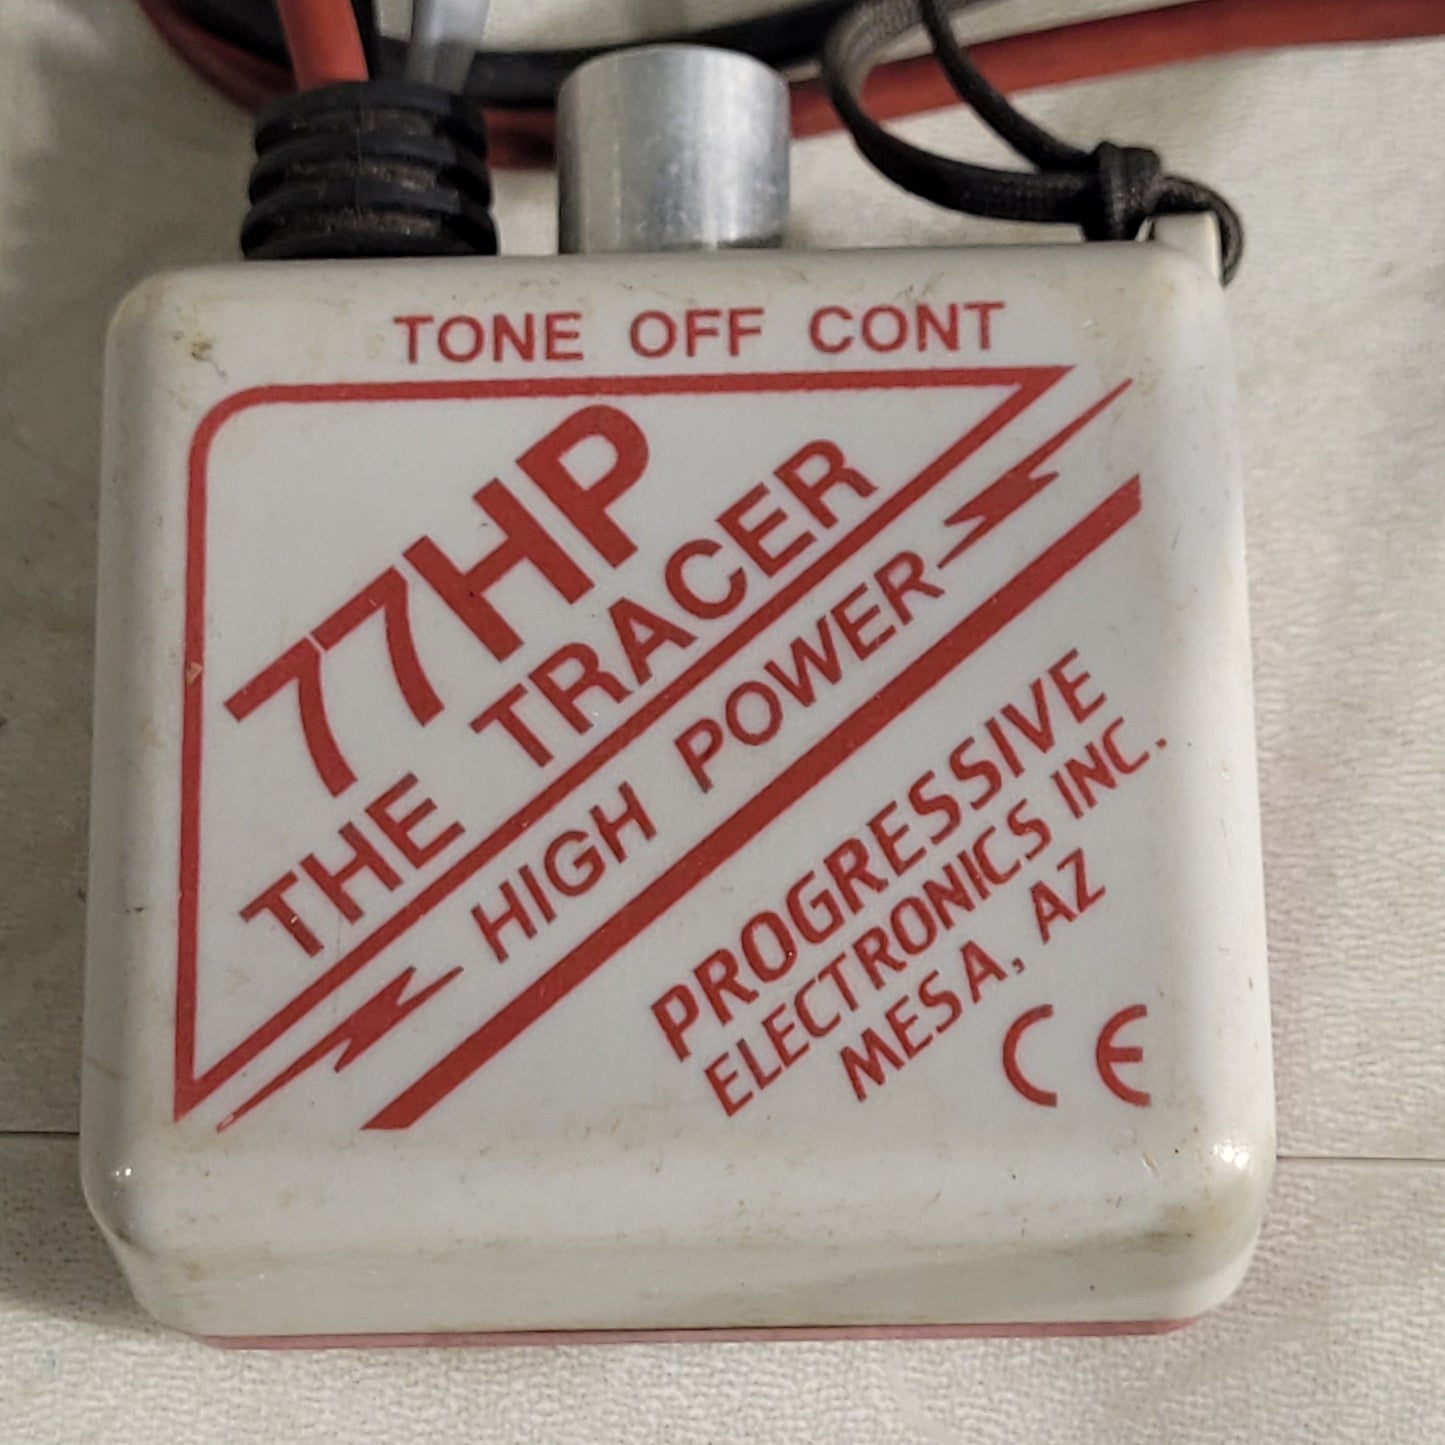 TONE OFF CONT
77HP
THE TRACER
HIGH POWER
PROGRESSIVE
ELECTRONICS INC.
MESA, AZ
CE